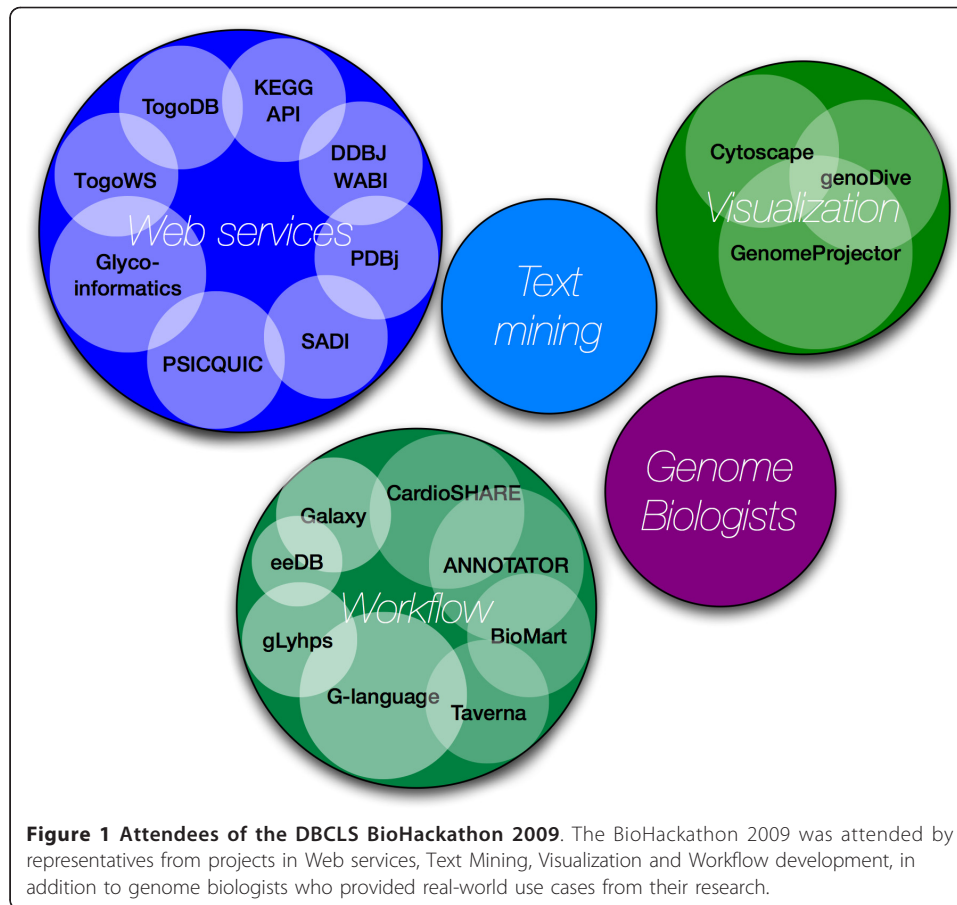 TogoDB
KEGG
API
DDBJ
WABI
TogoWS
Web services
PDBj
Glyco-
informatics
SADI
PSICQUIC
Cytoscape
genoDive
Visualization
GenomeProjector
Text
mining
Genome
Biologists
CardioSHARE
Galaxy
eeDB
ANNOTATOR
Workflow
BioMart
gLyhps
G-language
Taverna
Figure 1 Attendees of the DBCLS BioHackathon 2009. The BioHackathon 2009 was attended by
representatives from projects in Web services, Text Mining, Visualization and Workflow development, in
addition to genome biologists who provided real-world use cases from their research.